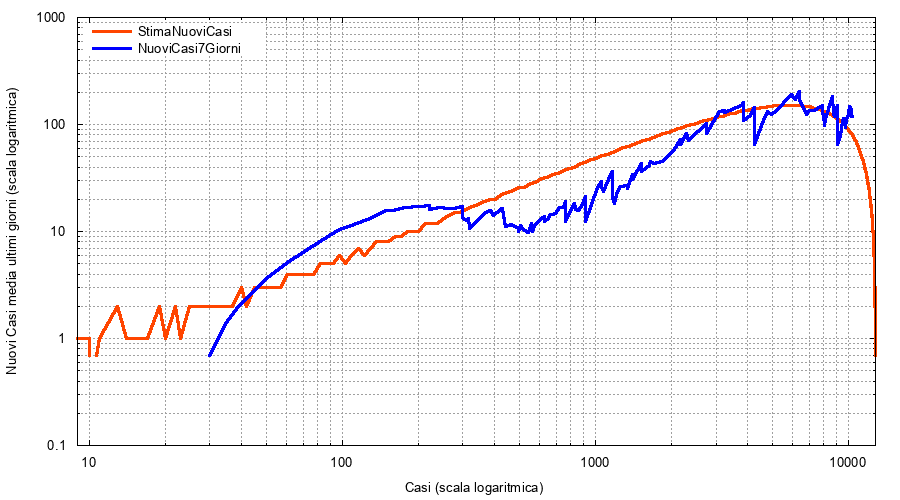 1000
StimaNuoviCasi
NuoviCasi7Giorni
100
10
1
0.1
Nuovi Casi media ultimi giorni (scala logaritmica)
10
100
1000
10000
Casi (scala logaritmica)